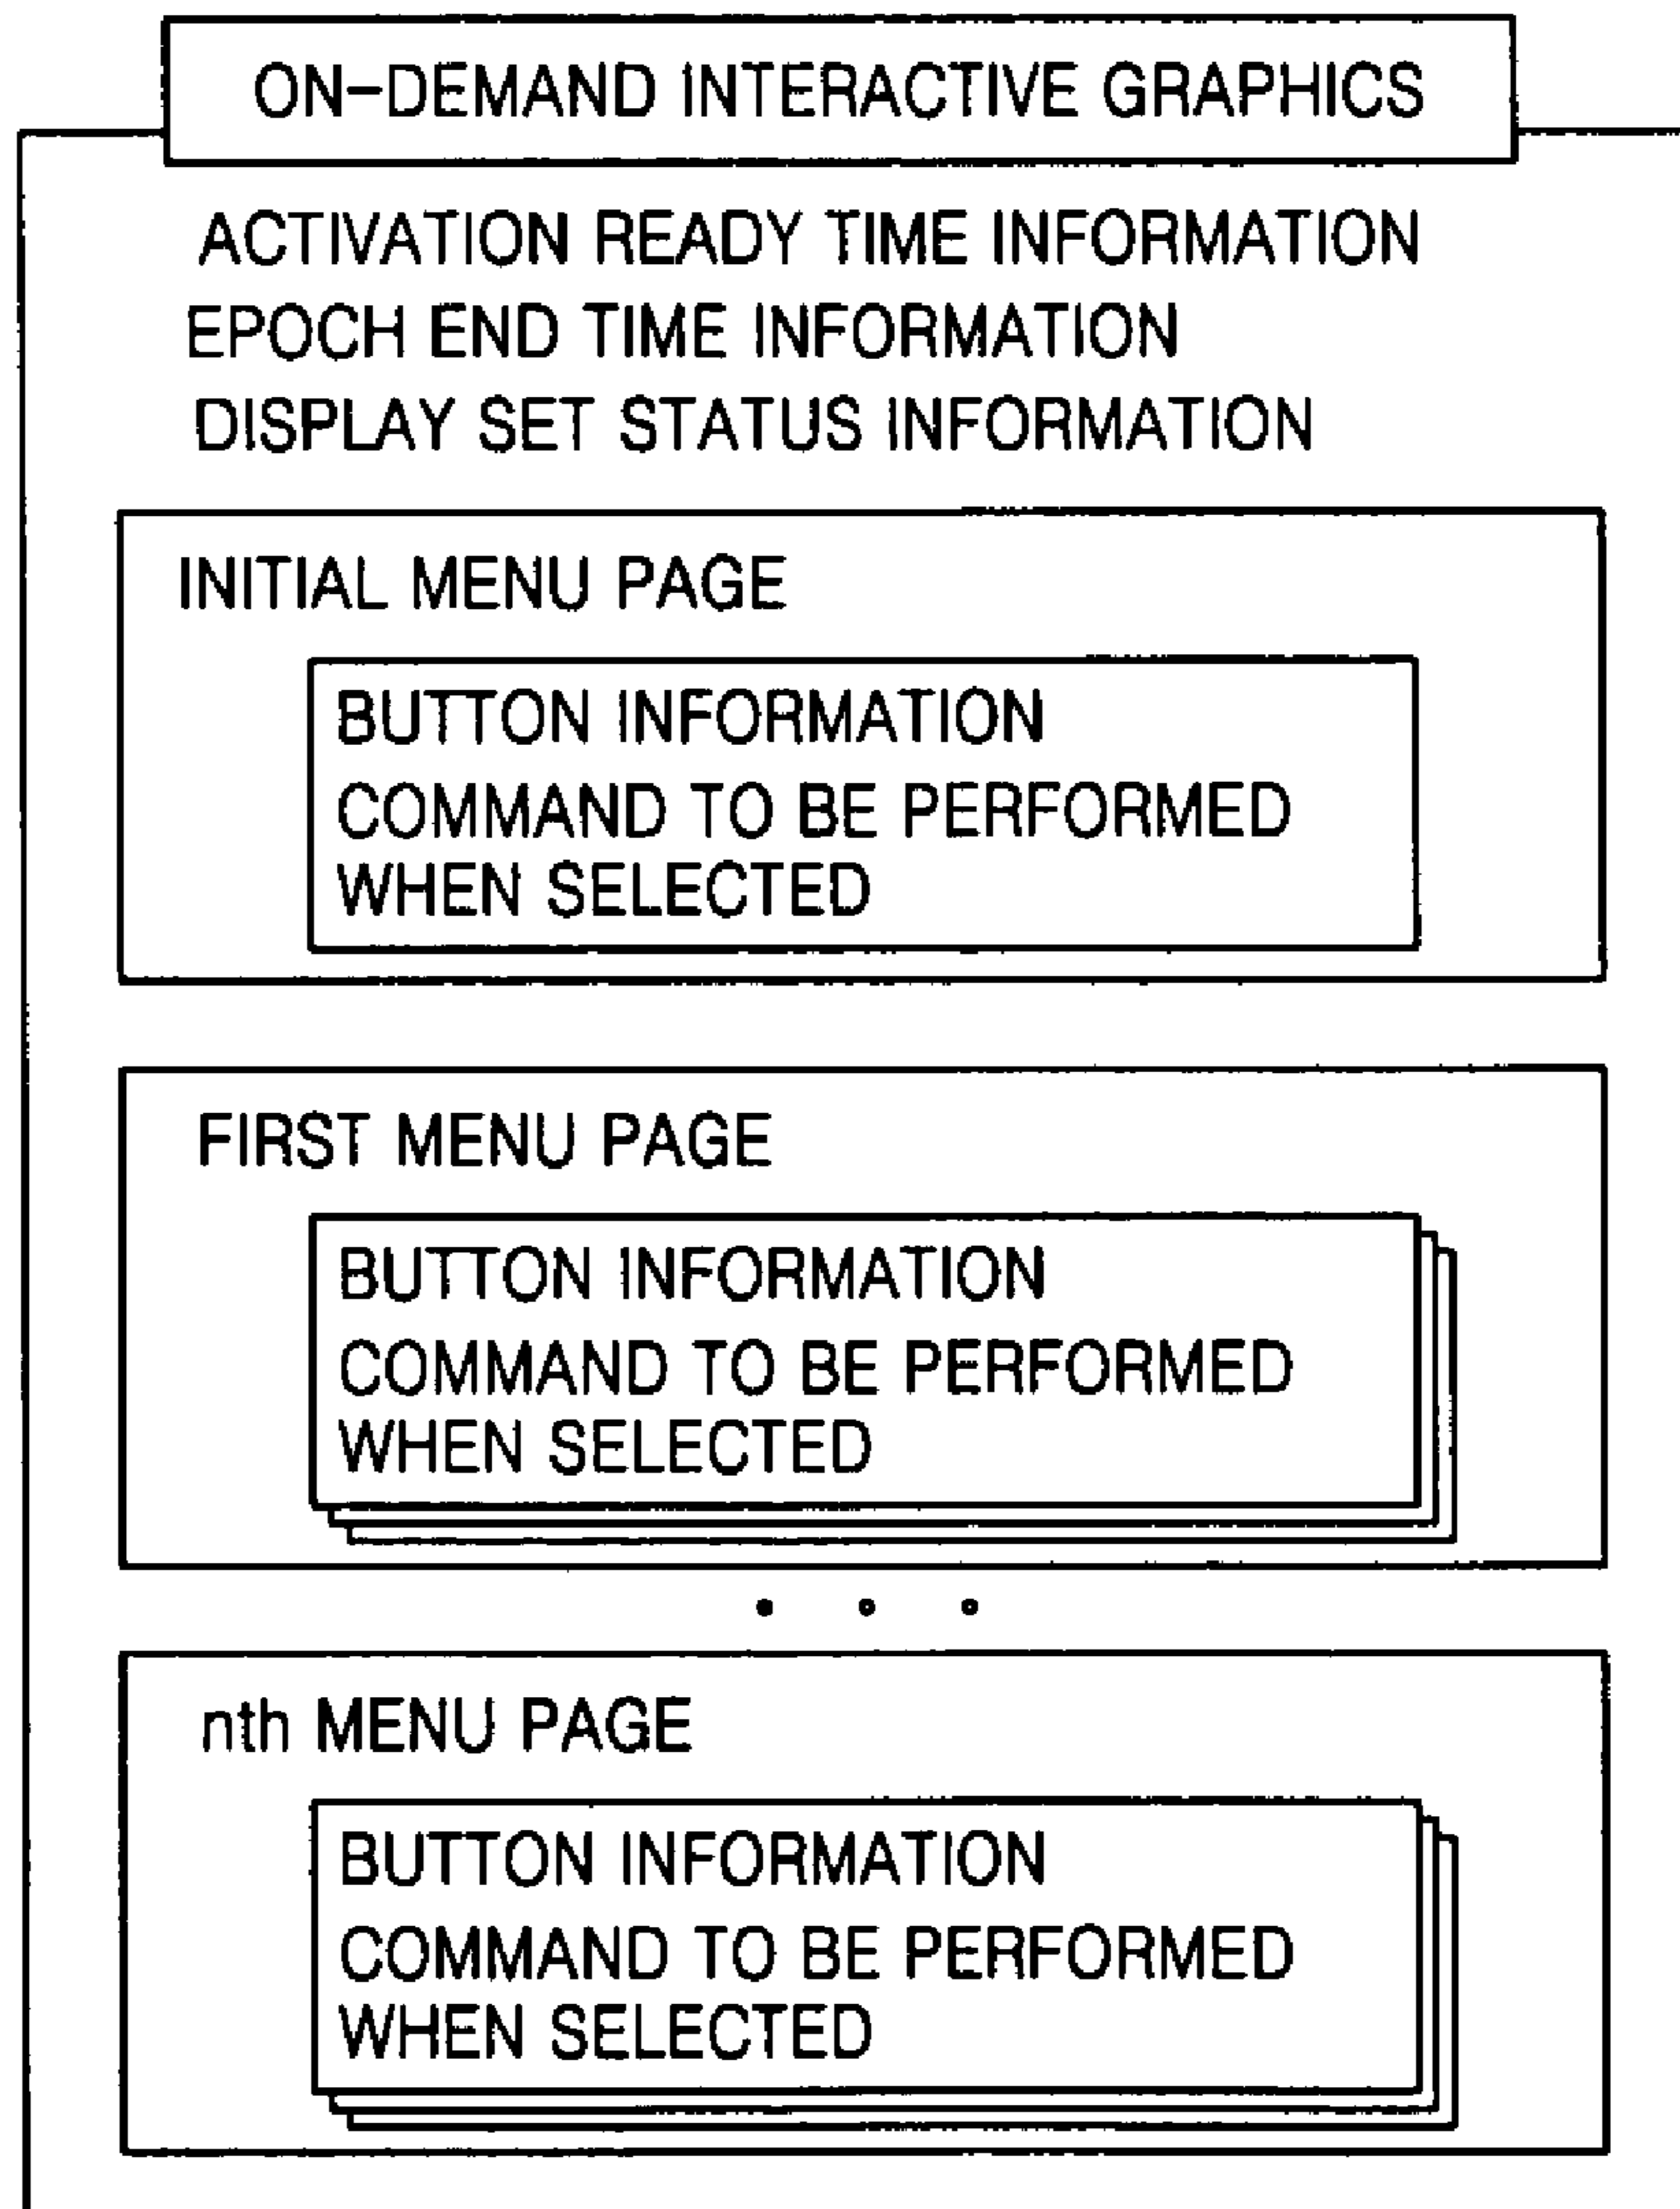 ON-DEMAND INTERACTIVE GRAPHICS
ACTIVATION READY TIME INFORMATION
EPOCH END TIME INFORMATION
DISPLAY SET STATUS INFORMATION
INITIAL MENU PAGE
BUTTON INFORMATION
COMMAND TO BE PERFORMED
WHEN SELECTED
FIRST MENU PAGE
BUTTON INFORMATION
COMMAND TO BE PERFORMED
WHEN SELECTED
nth MENU PAGE
BUTTON INFORMATION
COMMAND TO BE PERFORMED
WHEN SELECTED